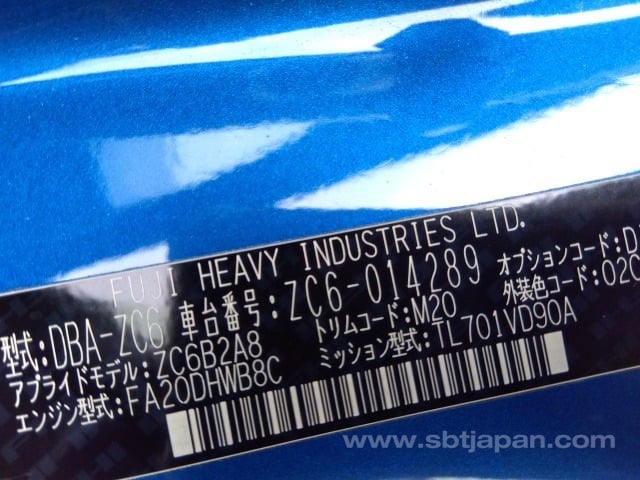 FUJI HEAVY INDUSTRIES LTD.
型式:DBA-ZC6 車台番号:ZC6-014289 オプションコード:DJ
アプライドモデル:ZC6B2A8 トリムコード:M20 外装色コード:02C
エンジン型式:FA20DHWB8C ミッション型式:TL701VD90A
www.sbtjapan.com